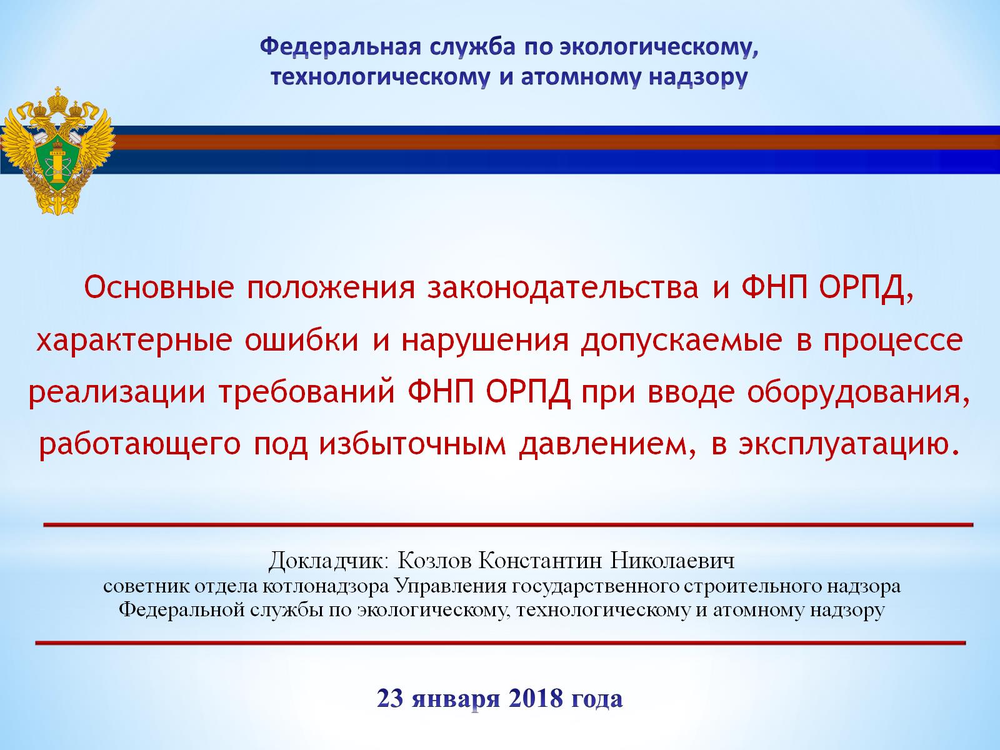 Федеральная служба по экологическому,
технологическому и атомному надзору
ЗАКОН
Основные положения законодательства и ФНП ОРПД,
характерные ошибки и нарушения допускаемые в процессе
реализации требований ФНП ОРПД при вводе оборудования,
работающего под избыточным давлением, в эксплуатацию.
Докладчик: Козлов Константин Николаевич
советник отдела котлонадзора Управления государственного строительного надзора
Федеральной службы по экологическому, технологическому и атомному надзору
23 января 2018 года